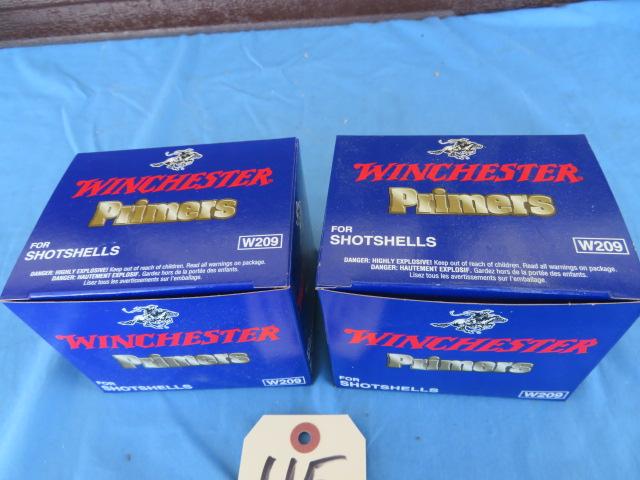 WINCHESTER
Primers
FOR
SHOTSHELLS
W209
DANGER: HIGHLY EXPLOSIVE! Keep out of reach of children. Read all warnings on package.
DANGER: HAUTEMENT EXPLOSIF. Gardez hors de la portée des enfants.
Lisez tous les avertissements sur l'emballage.
WINCHESTER
Primers
FOR
SHOTSHELLS
W209
WINCHESTER
Primers
FOR
SHOTSHELLS
W209
DANGER: HIGHLY EXPLOSIVE! Keep out of reach of children. Read all warnings on package.
DANGER: HAUTEMENT EXPLOSIF. Gardez hors de la portée des enfants.
Lisez tous les avertissements sur l'emballage.
WINCHESTER
Primers
FOR
SHOTSHELLS
W209